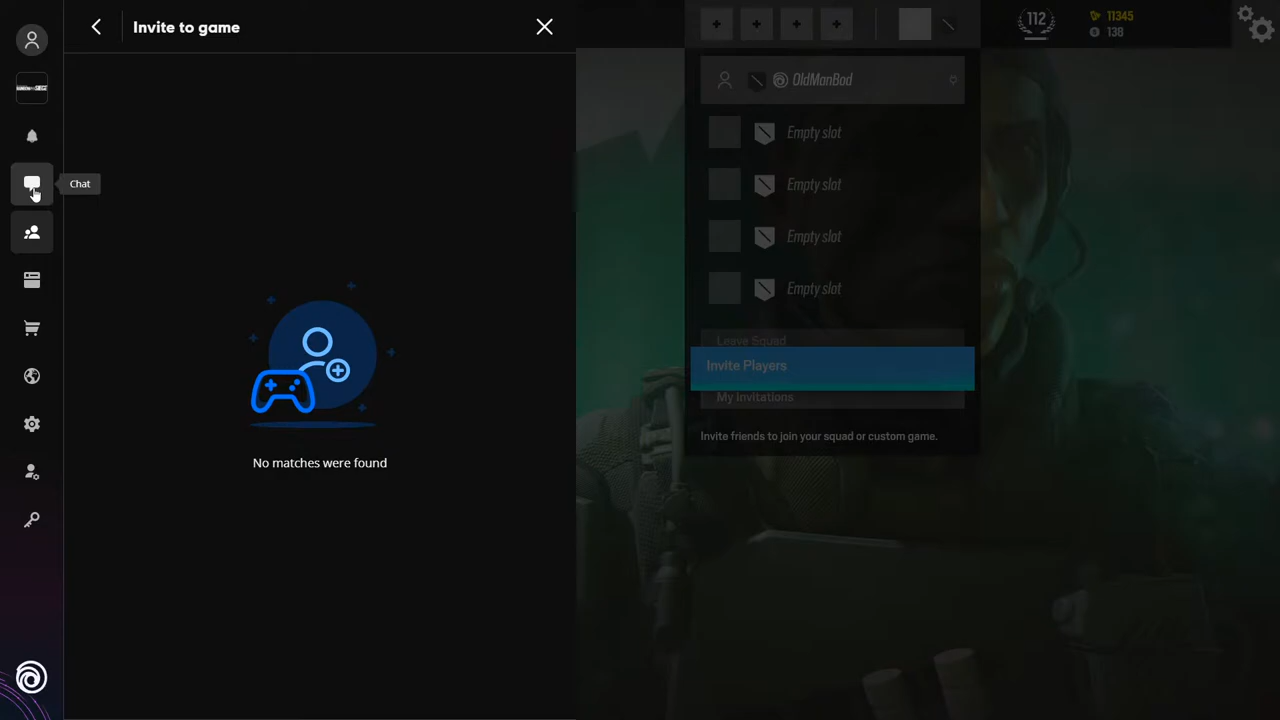 Invite to game
Chat
No matches were found
112
11345
138
OldManBod
Empty slot
Empty slot
Empty slot
Empty slot
Leave Squad
Invite Players
My Invitations
Invite friends to join your squad or custom game.